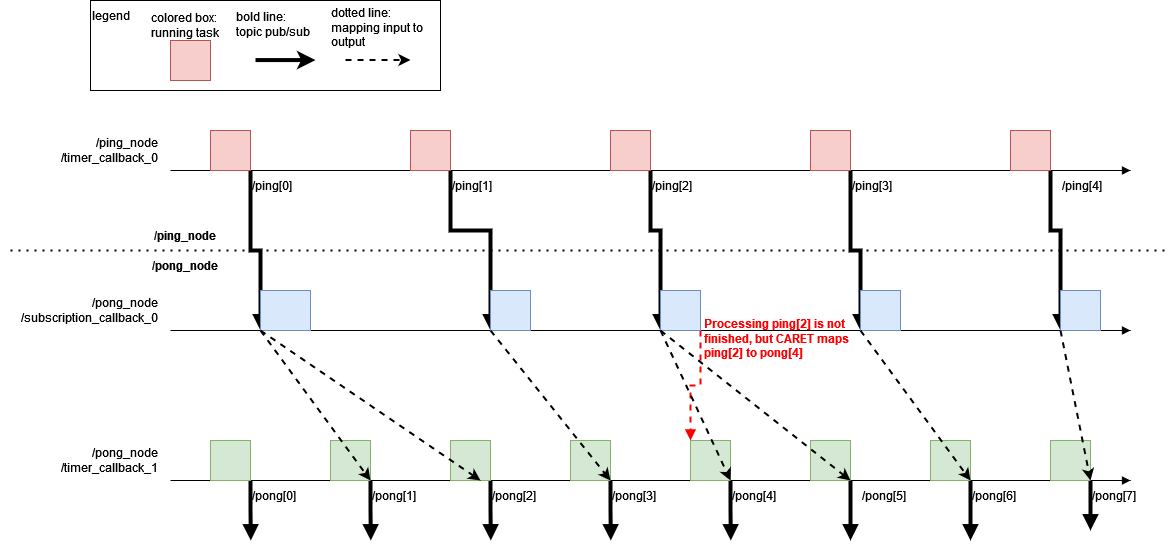 legend
colored box:
running task
bold line:
topic pub/sub
dotted line:
mapping input to
output
/ping_node
/timer_callback_0
/ping[0]
/ping[1]
/ping[2]
/ping[3]
/ping[4]
/ping_node
/pong_node
/pong_node
/subscription_callback_0
Processing ping[2] is not
finished, but CARET maps
ping[2] to pong[4]
/pong_node
/timer_callback_1
/pong[0]
/pong[1]
/pong[2]
/pong[3]
/pong[4]
/pong[5]
/pong[6]
/pong[7]